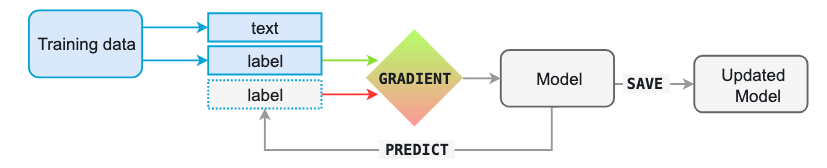 Training data
text
label
label
GRADIENT
Model
SAVE
Updated
Model
PREDICT